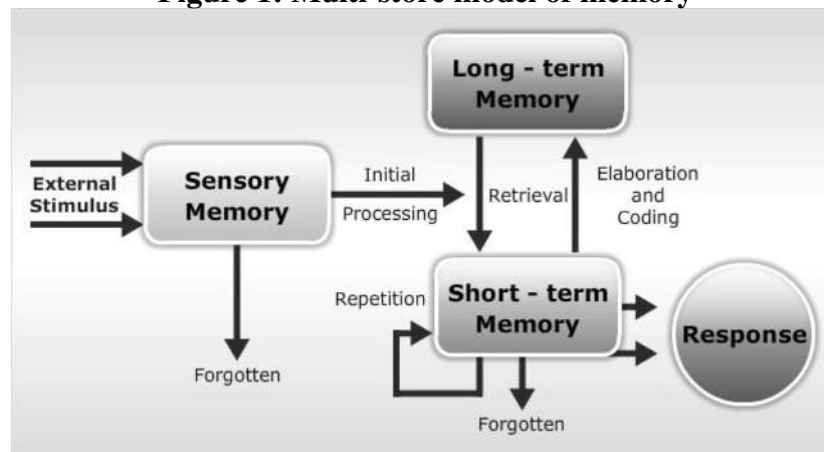 Figure 1: Multi-store model of memory
Long - term
Memory
External
Stimulus
Sensory
Memory
Initial
Processing
Retrieval
Elaboration
and
Coding
Repetition
Short - term
Memory
Response
Forgotten
Forgotten